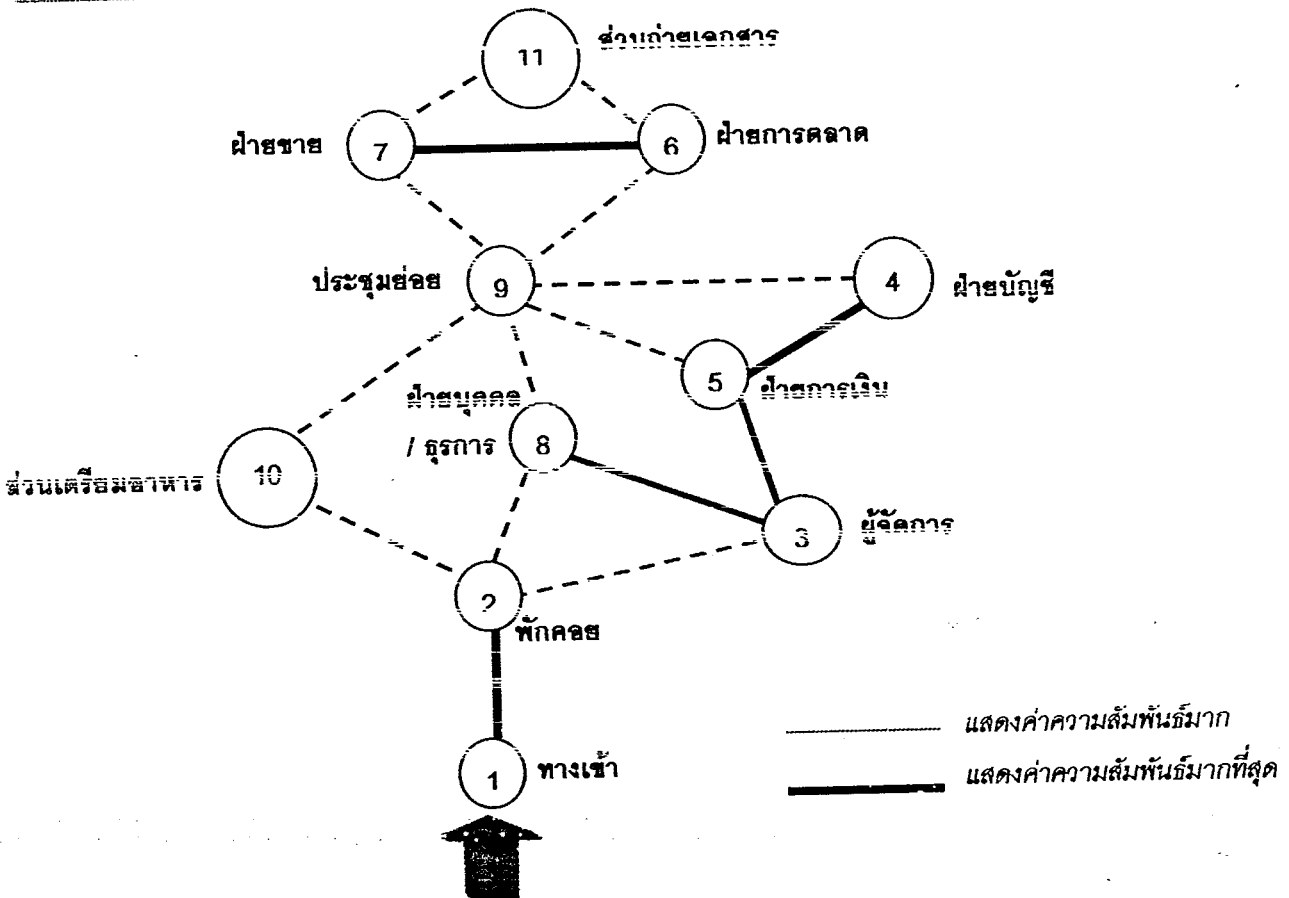 11
ส่วนถ่ายเอกสาร
ฝ่ายขาย
7
6
ฝ่ายการตลาด
ประชุมย่อย
9
4
ฝ่ายบัญชี
5
ฝ่ายการเงิน
ฝ่ายบุคคล
/ ธุรการ
8
ส่วนเตรียมอาหาร
10
3
ผู้จัดการ
2
พักคอย
1
ทางเข้า
แสดงค่าความสัมพันธ์มาก
แสดงค่าความสัมพันธ์มากที่สุด